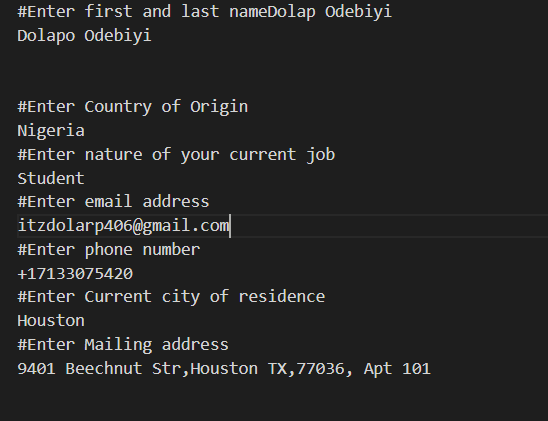 #Enter first and last nameDolap Odebiyi
Dolapo Odebiyi
#Enter Country of Origin
Nigeria
#Enter nature of your current job
Student
#Enter email address
itzdolarp406@gmail.com
#Enter phone number
+17133075420
#Enter Current city of residence
Houston
#Enter Mailing address
9401 Beechnut Str,Houston TX,77036, Apt 101